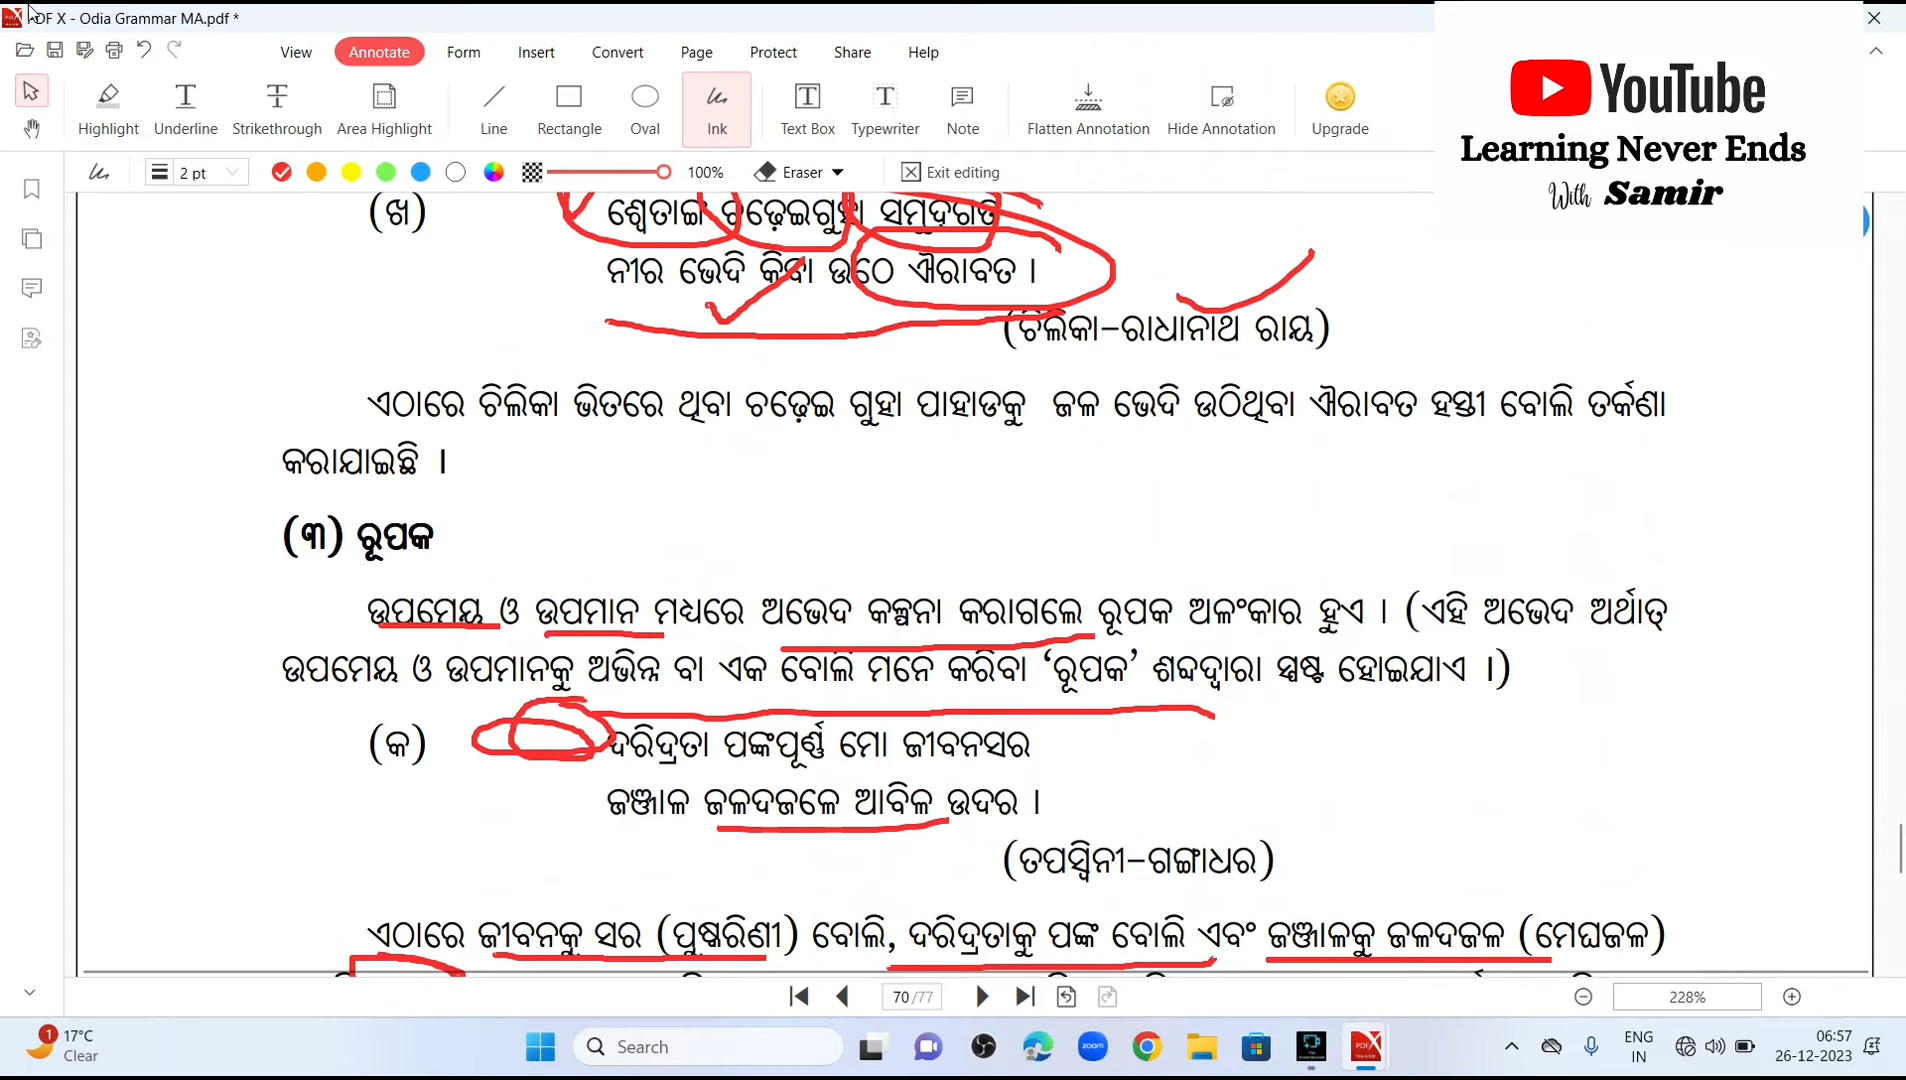 PDF X - Odia Grammar MA.pdf *
View Annotate Form Insert Convert Page Protect Share Help
Highlight Underline Strikethrough Area Highlight Line Rectangle Oval Ink Text Box Typewriter Note Flatten Annotation Hide Annotation Upgrade
2 pt 100% Eraser Exit editing
YouTube
Learning Never Ends
With Samir
(ଖ) ଶ୍ୱେତାଙ୍ଗ ଚଢ଼େଇଗୁହା ସମୁଦ୍ଗତ
ନୀର ଭେଦି କିବା ଉଠେ ଐରାବତ ।
(ଚିଲିକା-ରାଧାନାଥ ରାୟ)
ଏଠାରେ ଚିଲିକା ଭିତରେ ଥିବା ଚଢ଼େଇ ଗୁହା ପାହାଡକୁ ଜଳ ଭେଦି ଉଠିଥିବା ଐରାବତ ହସ୍ତୀ ବୋଲି ତର୍କଣା
କରାଯାଇଛି ।
(୩) ରୂପକ
ଉପମେୟ ଓ ଉପମାନ ମଧ୍ୟରେ ଅଭେଦ କଳ୍ପନା କରାଗଲେ ରୂପକ ଅଳଂକାର ହୁଏ । (ଏହି ଅଭେଦ ଅର୍ଥାତ୍
ଉପମେୟ ଓ ଉପମାନକୁ ଅଭିନ୍ନ ବା ଏକ ବୋଲି ମନେ କରିବା ‘ରୂପକ’ ଶବ୍ଦଦ୍ୱାରା ସ୍ପଷ୍ଟ ହୋଇଯାଏ ।)
(କ) ଦରିଦ୍ରତା ପଙ୍କପୂର୍ଣ୍ଣ ମୋ ଜୀବନସର
ଜଞ୍ଜାଳ ଜଳଦଜଳେ ଆବିଳ ଉଦର ।
(ତପସ୍ୱିନୀ-ଗଙ୍ଗାଧର)
ଏଠାରେ ଜୀବନକୁ ସର (ପୁଷ୍କରିଣୀ) ବୋଲି, ଦରିଦ୍ରତାକୁ ପଙ୍କ ବୋଲି ଏବଂ ଜଞ୍ଜାଳକୁ ଜଳଦଜଳ (ମେଘଜଳ)
70 /77 228%
1 17°C
Clear
Search
zoom
ENG
IN
06:57
26-12-2023